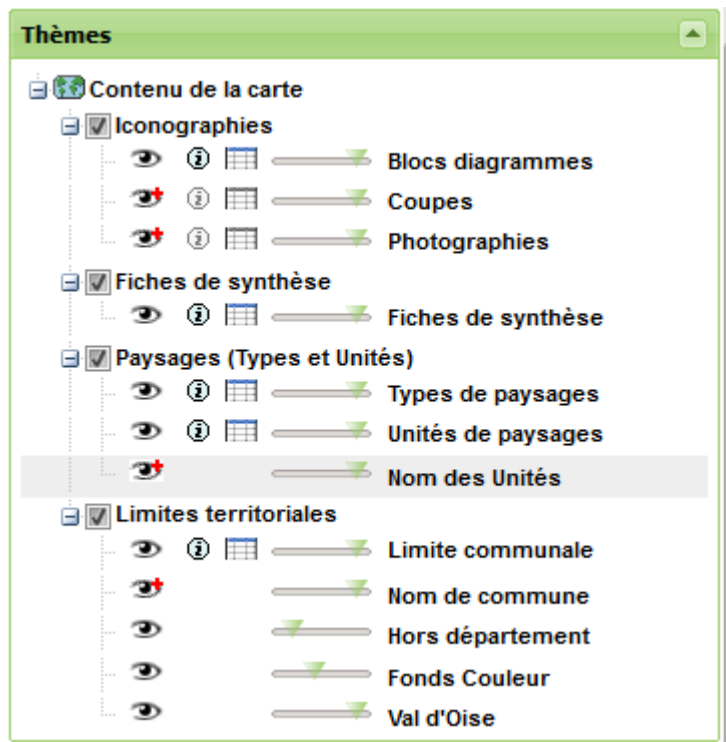 Thèmes
Contenu de la carte
Iconographies
Blocs diagrammes
Coupes
Photographies
Fiches de synthèse
Fiches de synthèse
Paysages (Types et Unités)
Types de paysages
Unités de paysages
Nom des Unités
Limites territoriales
Limite communale
Nom de commune
Hors département
Fonds Couleur
Val d'Oise